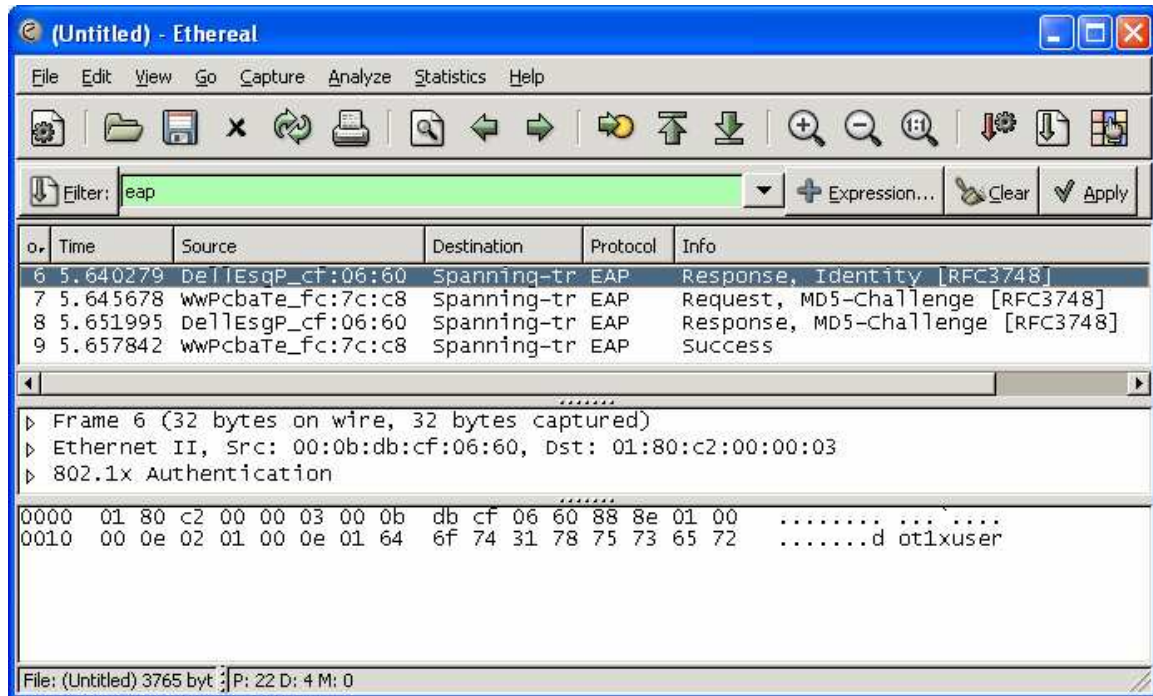 (Untitled) - Ethereal
File Edit View Go Capture Analyze Statistics Help
Filter: eap Expression... Clear Apply
o. Time Source Destination Protocol Info
6 5.640279 DellEsgP_cf:06:60 Spanning-tr EAP Response, Identity [RFC3748]
7 5.645678 WwPcbaTe_fc:7c:c8 Spanning-tr EAP Request, MD5-Challenge [RFC3748]
8 5.651995 DellEsgP_cf:06:60 Spanning-tr EAP Response, MD5-Challenge [RFC3748]
9 5.657842 WwPcbaTe_fc:7c:c8 Spanning-tr EAP Success
Frame 6 (32 bytes on wire, 32 bytes captured)
Ethernet II, Src: 00:0b:db:cf:06:60, Dst: 01:80:c2:00:00:03
802.1x Authentication
0000 01 80 c2 00 00 03 00 0b db cf 06 60 88 8e 01 00 ........ ...`....
0010 00 0e 02 01 00 0e 01 64 6f 74 31 78 75 73 65 72 .......d ot1xuser
File: (Untitled) 3765 byt P: 22 D: 4 M: 0